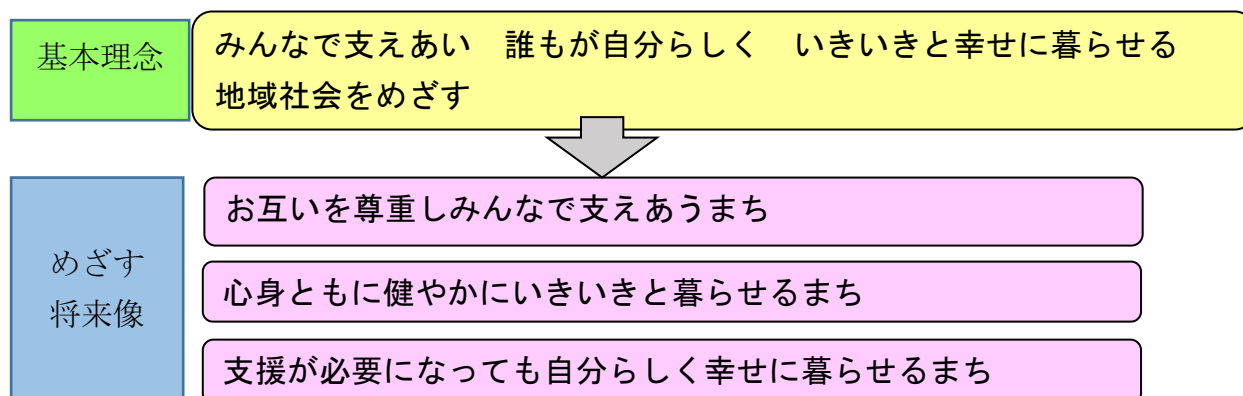 基本理念
みんなで支えあい　誰もが自分らしく　いきいきと幸せに暮らせる
地域社会をめざす
めざす
将来像
お互いを尊重しみんなで支えあうまち
心身ともに健やかにいきいきと暮らせるまち
支援が必要になっても自分らしく幸せに暮らせるまち